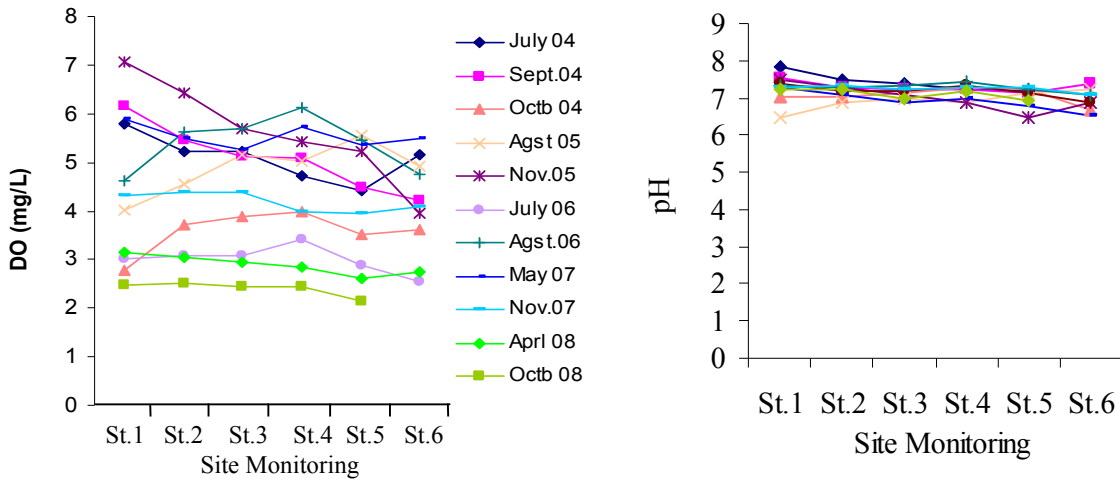 8
7
6
5
4
3
2
1
0
DO (mg/L)
St.1 St.2 St.3 St.4 St.5 St.6
Site Monitoring
July 04
Sept.04
Octb 04
Agst 05
Nov.05
July 06
Agst.06
May 07
Nov.07
Aprl 08
Octb 08
9
8
7
6
5
4
3
2
1
0
pH
St.1 St.2 St.3 St.4 St.5 St.6
Site Monitoring